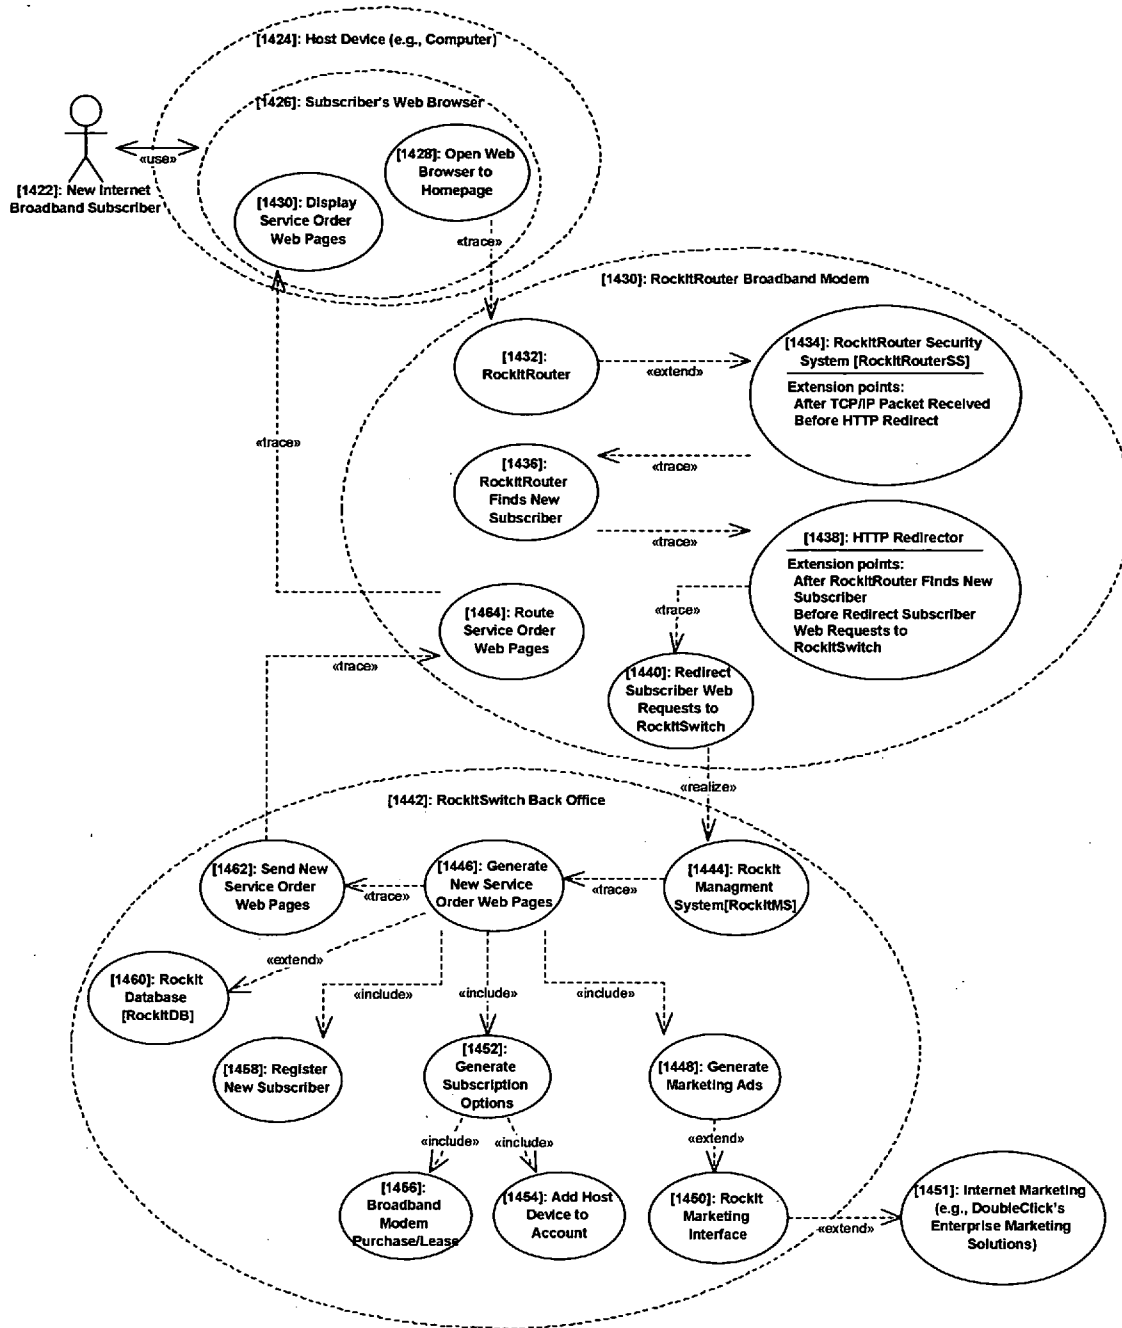 [1424]: Host Device (e.g., Computer)
[1426]: Subscriber's Web Browser
«use»
[1422]: New Internet
Broadband Subscriber
[1428]: Open Web
Browser to
Homepage
[1430]: Display
Service Order
Web Pages
«trace»
[1430]: RockItRouter Broadband Modem
[1432]:
RockItRouter
«extend»
[1434]: RockItRouter Security
System [RockItRouterSS]
Extension points:
After TCP/IP Packet Received
Before HTTP Redirect
«trace»
[1436]:
RockItRouter
Finds New
Subscriber
«trace»
«trace»
[1438]: HTTP Redirector
Extension points:
After RockItRouter Finds New
Subscriber
Before Redirect Subscriber
Web Requests to
RockItSwitch
«trace»
[1464]: Route
Service Order
Web Pages
«trace»
[1440]: Redirect
Subscriber Web
Requests to
RockItSwitch
«realize»
[1442]: RockItSwitch Back Office
[1462]: Send New
Service Order
Web Pages
«trace»
[1446]: Generate
New Service
Order Web Pages
«trace»
[1444]: RockIt
Managment
System[RockItMS]
«extend»
[1460]: RockIt
Database
[RockItDB]
«include»
«include»
«include»
[1458]: Register
New Subscriber
[1452]:
Generate
Subscription
Options
[1448]: Generate
Marketing Ads
«include»
«include»
«extend»
[1456]:
Broadband
Modem
Purchase/Lease
[1454]: Add Host
Device to
Account
[1450]: RockIt
Marketing
Interface
«extend»
[1451]: Internet Marketing
(e.g., DoubleClick's
Enterprise Marketing
Solutions)